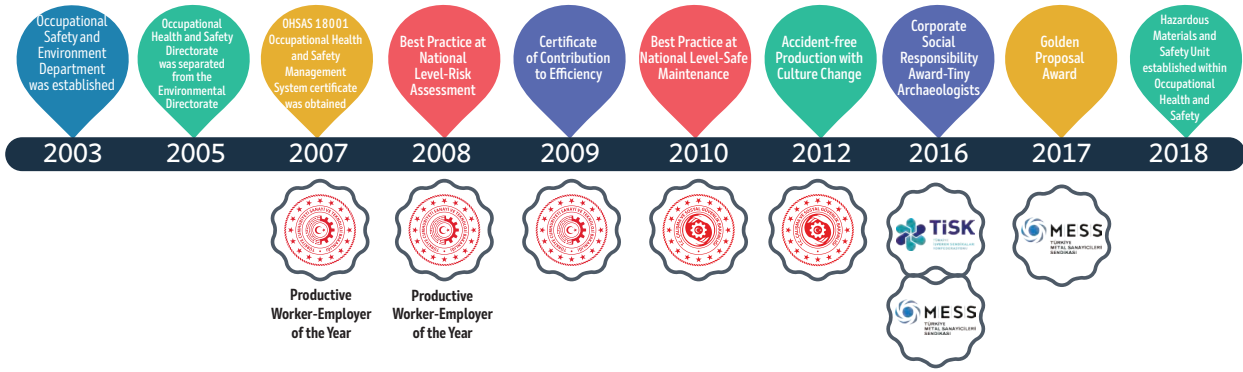 Occupational
Safety and
Environment
Department
was established
Occupational
Health and Safety
Directorate
was separated
from the
Environmental
Directorate
OHSAS 18001
Occupational Health
and Safety
Management
System certificate
was obtained
Best Practice at
National
Level-Risk
Assessment
Certificate
of Contribution
to Efficiency
Best Practice at
National Level-Safe
Maintenance
Accident-free
Production with
Culture Change
Corporate
Social
Responsibility
Award-Tiny
Archaeologists
Golden
Proposal
Award
Hazardous
Materials and
Safety Unit
established within
Occupational
Health and
Safety
2003
2005
2007
2008
2009
2010
2012
2016
2017
2018
Productive
Worker-Employer
of the Year
Productive
Worker-Employer
of the Year
TiSK
MESS
TÜRKİYE
METAL SANAYİCİLERİ
SENDİKASI
MESS
TÜRKİYE
METAL SANAYİCİLERİ
SENDİKASI